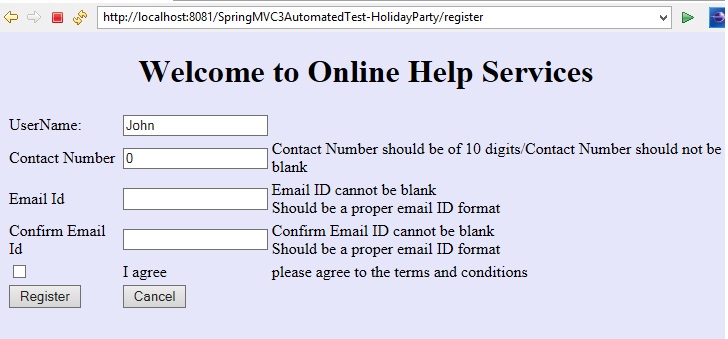 http://localhost:8081/SpringMVC3AutomatedTest-HolidayParty/register
Welcome to Online Help Services
UserName:
John
Contact Number
0
Contact Number should be of 10 digits/Contact Number should not be
blank
Email Id
Email ID cannot be blank
Should be a proper email ID format
Confirm Email
Id
Confirm Email ID cannot be blank
Should be a proper email ID format
I agree
please agree to the terms and conditions
Register
Cancel